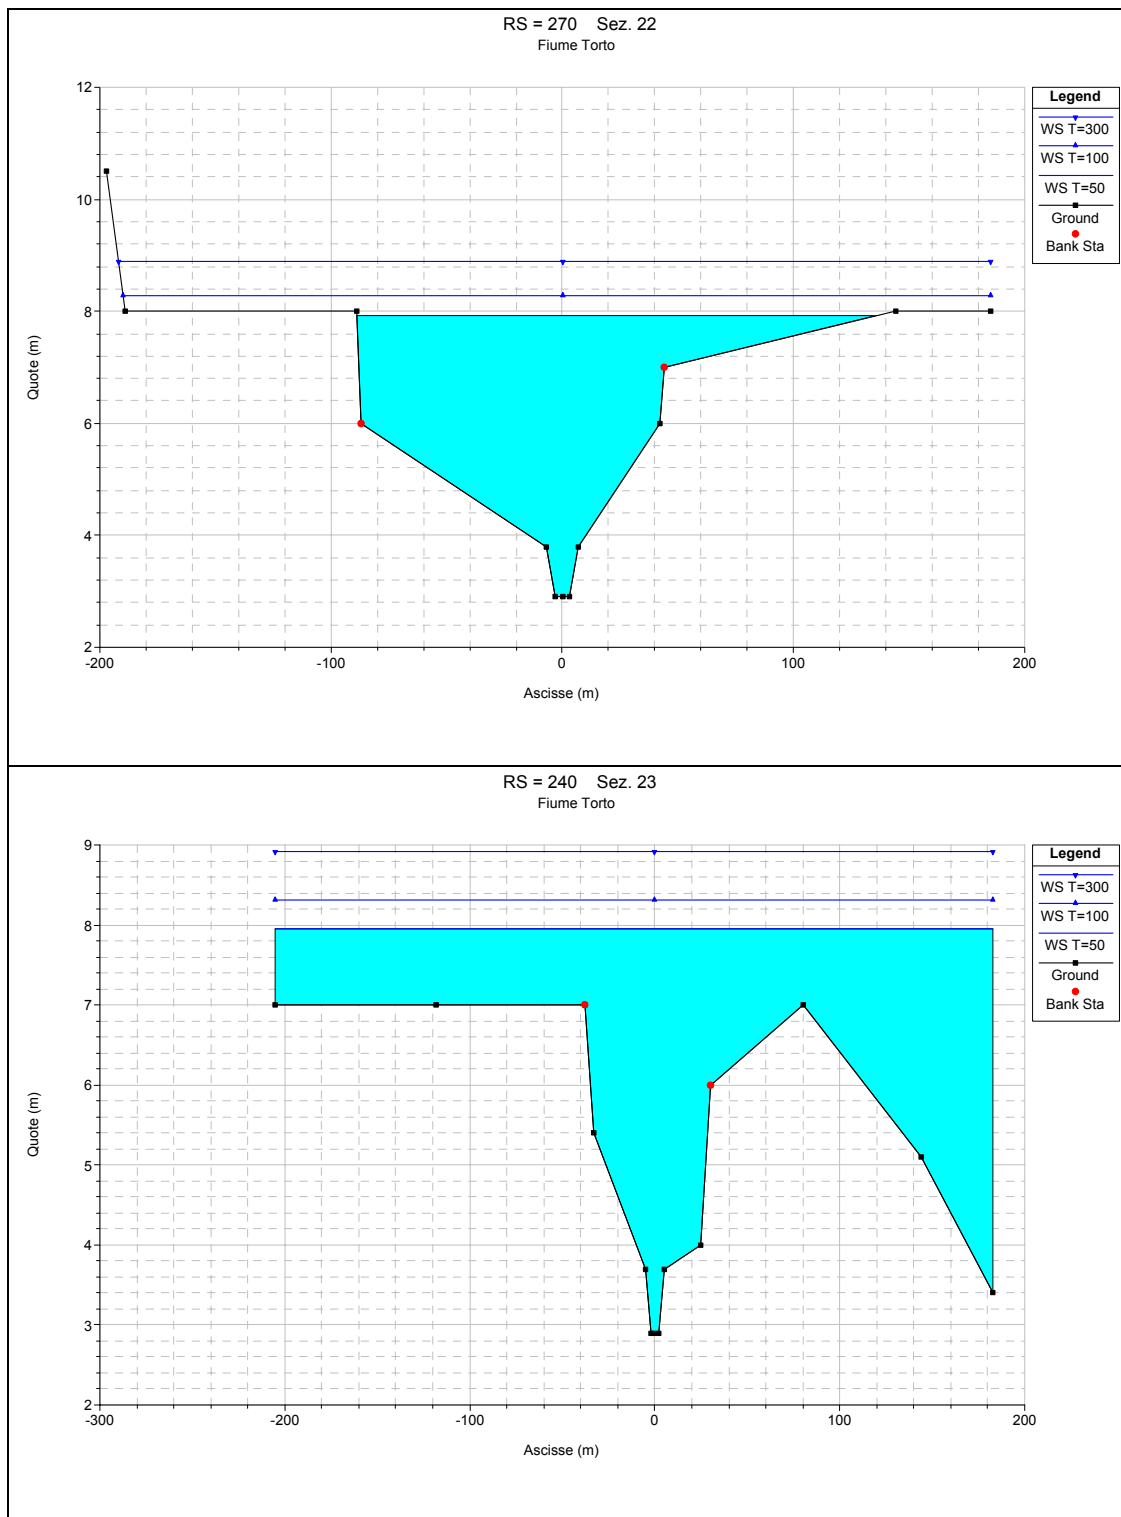 RS = 270 Sez. 22
Fiume Torto
12
10
8
6
4
2
Quote (m)
-200
-100
0
100
200
Ascisse (m)
Legend
WS T=300
WS T=100
WS T=50
Ground
Bank Sta
RS = 240 Sez. 23
Fiume Torto
9
8
7
6
5
4
3
2
Quote (m)
-300
-200
-100
0
100
200
Ascisse (m)
Legend
WS T=300
WS T=100
WS T=50
Ground
Bank Sta